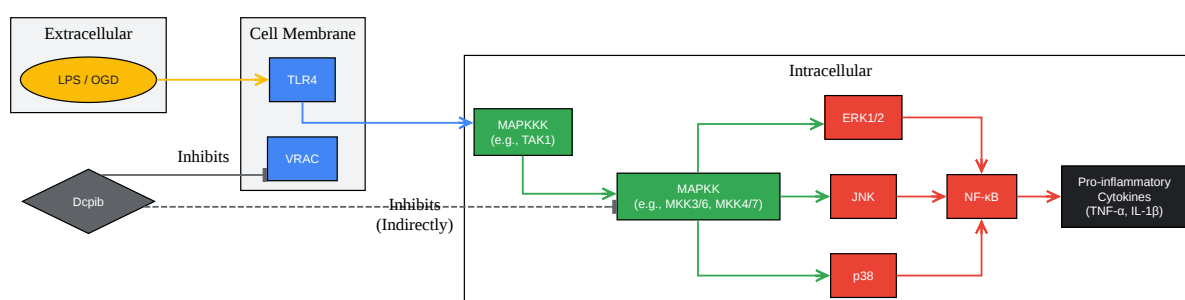 Extracellular
LPS / OGD
Cell Membrane
TLR4
VRAC
Inhibits
Dcpib
Inhibits
(Indirectly)
Intracellular
MAPKKK
(e.g., TAK1)
MAPKK
(e.g., MKK3/6, MKK4/7)
ERK1/2
JNK
p38
NF-κB
Pro-inflammatory
Cytokines
(TNF-α, IL-1β)